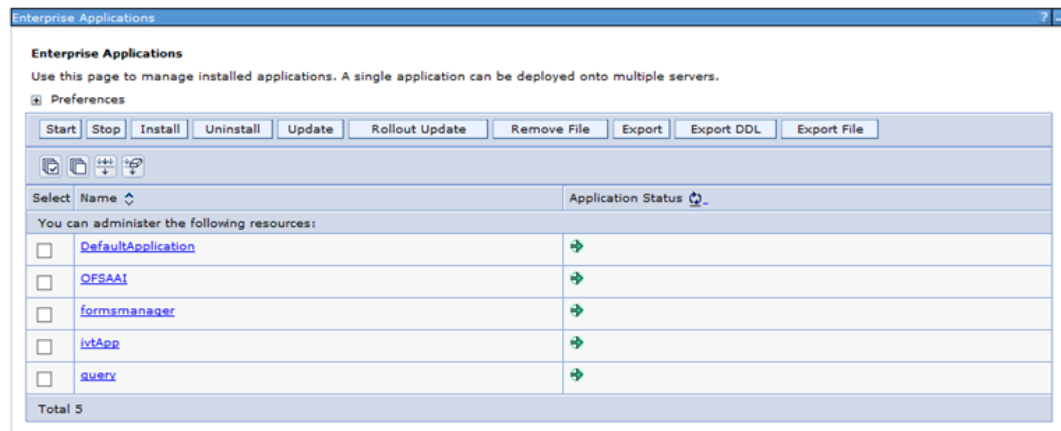 Enterprise Applications ? -
Enterprise Applications
Use this page to manage installed applications. A single application can be deployed onto multiple servers.
+ Preferences
Start Stop Install Uninstall Update Rollout Update Remove File Export Export DDL Export File
Select Name Application Status
You can administer the following resources:
DefaultApplication
OFSAAI
formsmanager
ivtApp
query
Total 5